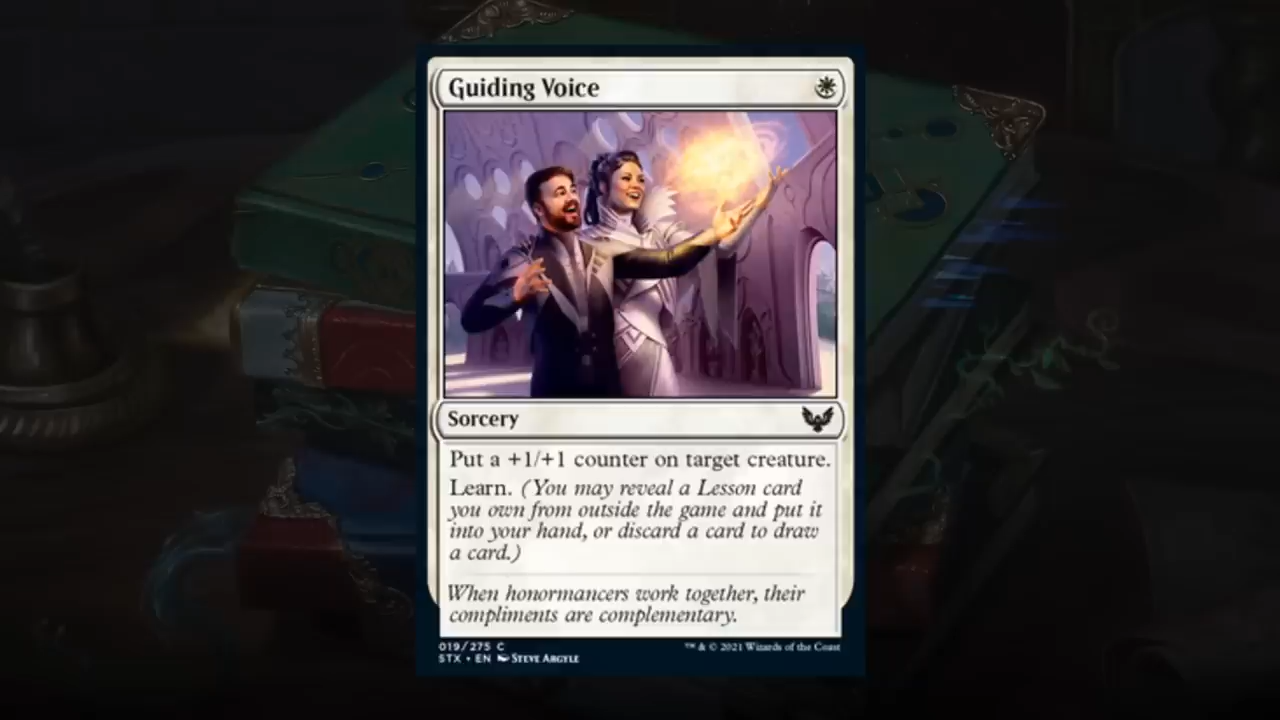 Guiding Voice
Sorcery
Put a +1/+1 counter on target creature.
Learn. (You may reveal a Lesson card
you own from outside the game and put it
into your hand, or discard a card to draw
a card.)
When honormancers work together, their
compliments are complementary.
019/275 C
STX • EN Steve Argyle
™ & © 2021 Wizards of the Coast